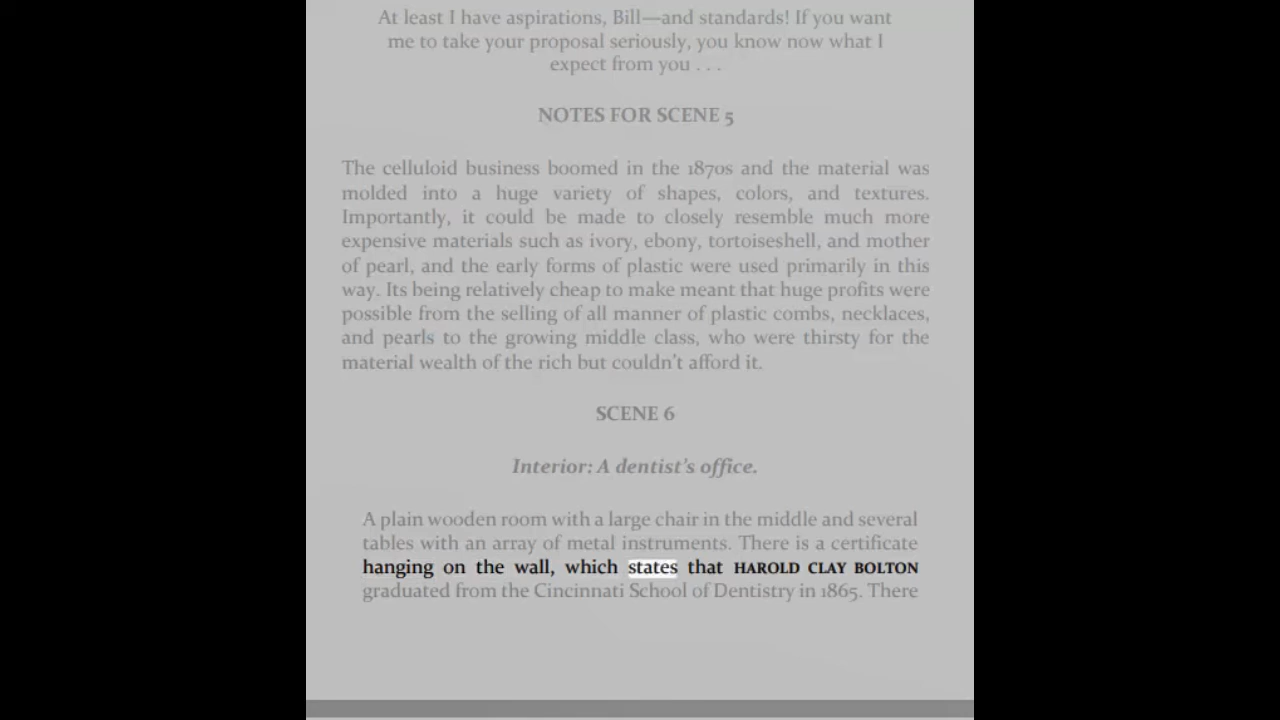 At least I have aspirations, Bill—and standards! If you want
me to take your proposal seriously, you know now what I
expect from you . . .
NOTES FOR SCENE 5
The celluloid business boomed in the 1870s and the material was
molded into a huge variety of shapes, colors, and textures.
Importantly, it could be made to closely resemble much more
expensive materials such as ivory, ebony, tortoiseshell, and mother
of pearl, and the early forms of plastic were used primarily in this
way. Its being relatively cheap to make meant that huge profits were
possible from the selling of all manner of plastic combs, necklaces,
and pearls to the growing middle class, who were thirsty for the
material wealth of the rich but couldn't afford it.
SCENE 6
Interior: A dentist's office.
A plain wooden room with a large chair in the middle and several
tables with an array of metal instruments. There is a certificate
hanging on the wall, which states that HAROLD CLAY BOLTON
graduated from the Cincinnati School of Dentistry in 1865. There